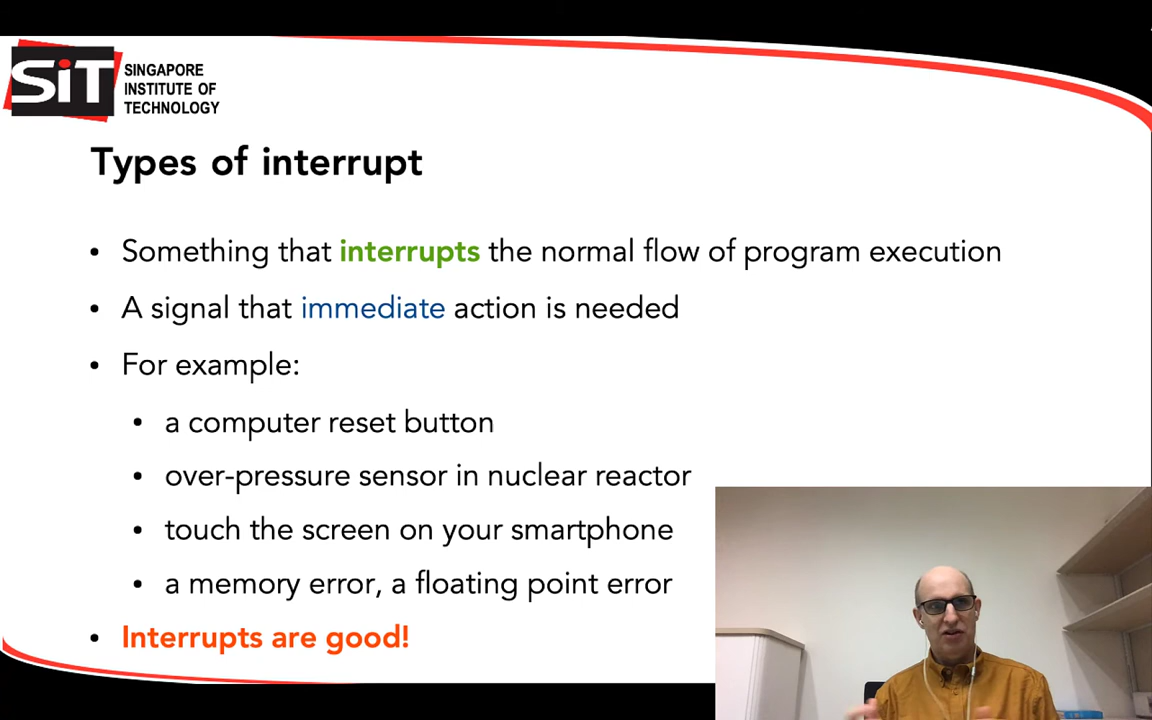 SiT
SINGAPORE
INSTITUTE OF
TECHNOLOGY
Types of interrupt
• Something that interrupts the normal flow of program execution
• A signal that immediate action is needed
• For example:
• a computer reset button
• over-pressure sensor in nuclear reactor
• touch the screen on your smartphone
• a memory error, a floating point error
• Interrupts are good!